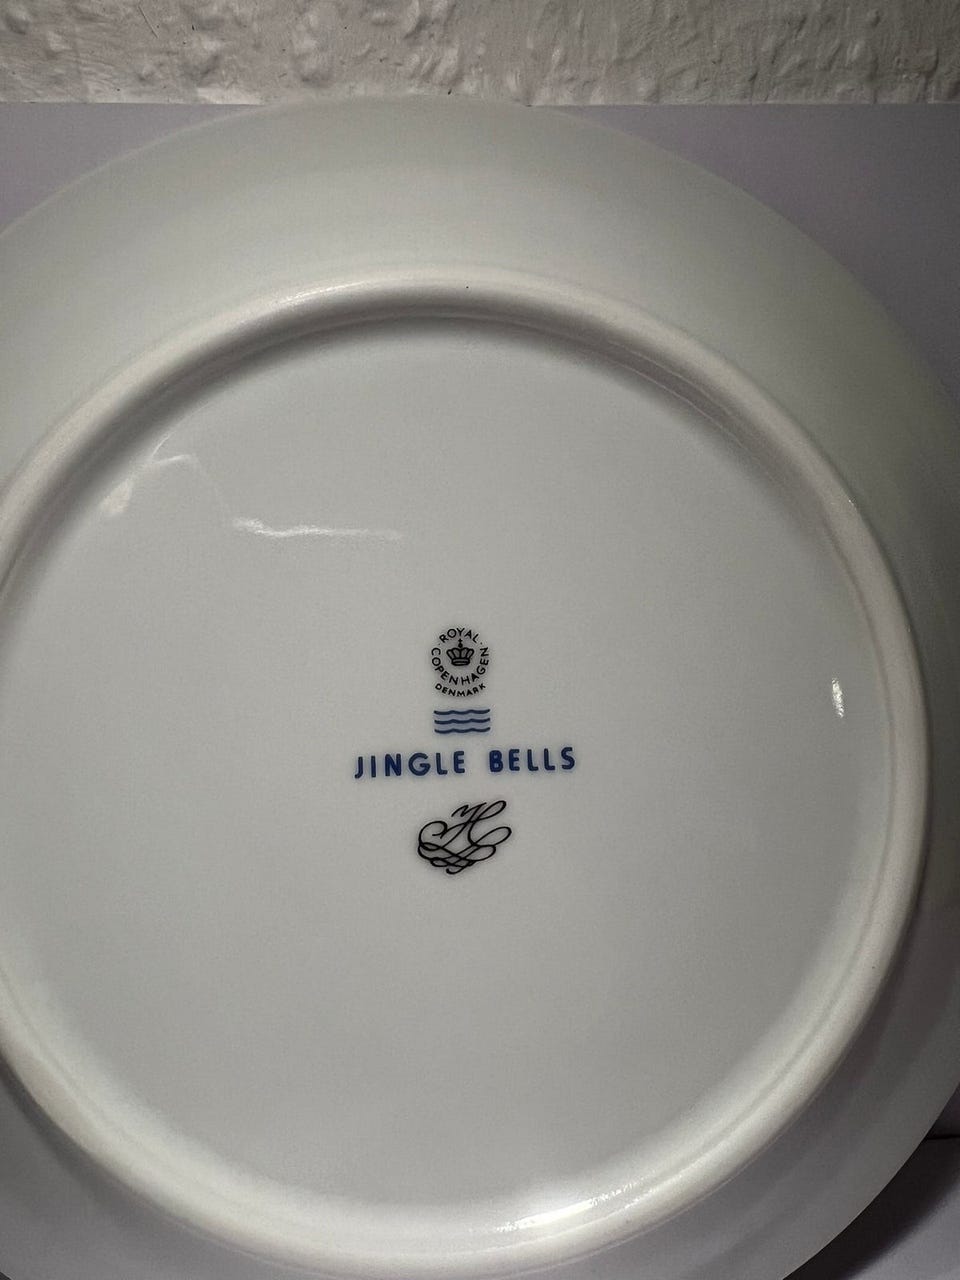 ROYAL
COPENHAGEN
DENMARK
JINGLE BELLS
H